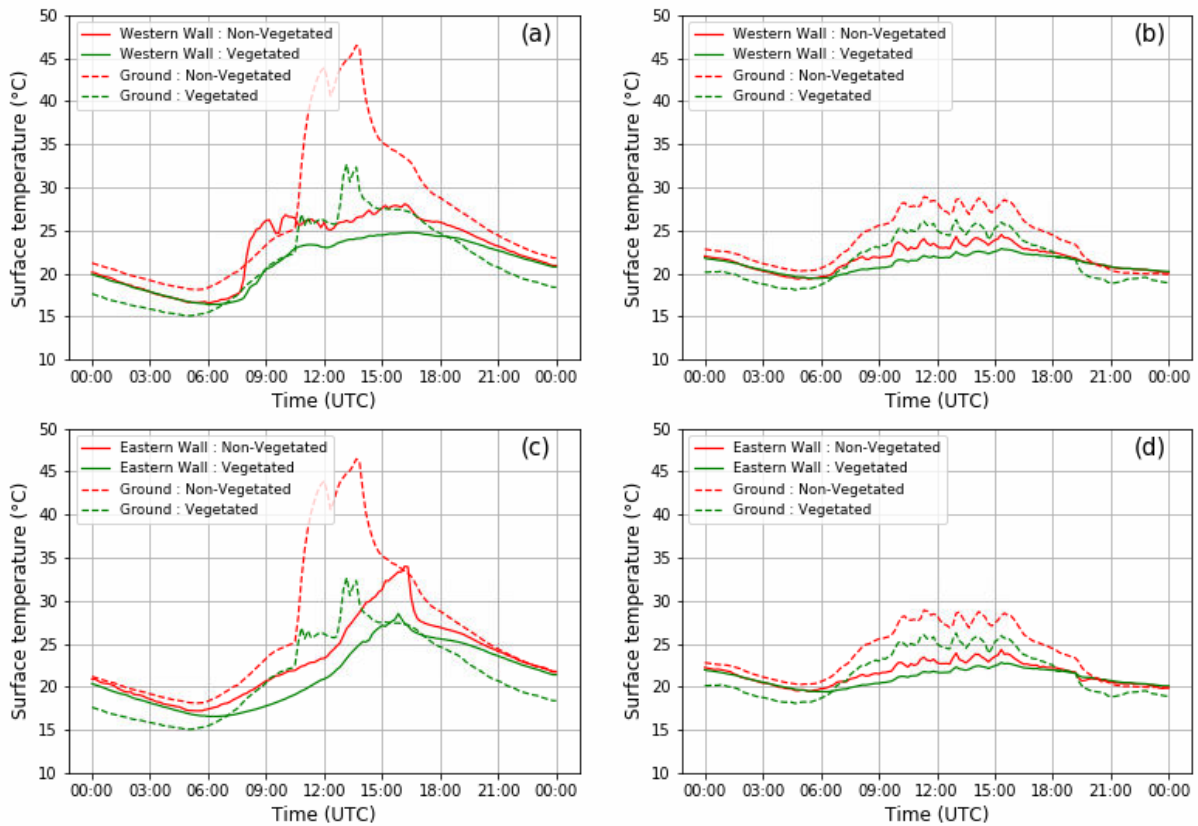 50
45
40
35
30
25
20
15
10
Surface temperature (°C)
Western Wall : Non-Vegetated
Western Wall : Vegetated
Ground : Non-Vegetated
Ground : Vegetated
(a)
00:00 03:00 06:00 09:00 12:00 15:00 18:00 21:00 00:00
Time (UTC)
50
45
40
35
30
25
20
15
10
Surface temperature (°C)
Western Wall : Non-Vegetated
Western Wall : Vegetated
Ground : Non-Vegetated
Ground : Vegetated
(b)
00:00 03:00 06:00 09:00 12:00 15:00 18:00 21:00 00:00
Time (UTC)
50
45
40
35
30
25
20
15
10
Surface temperature (°C)
Eastern Wall : Non-Vegetated
Eastern Wall : Vegetated
Ground : Non-Vegetated
Ground : Vegetated
(c)
00:00 03:00 06:00 09:00 12:00 15:00 18:00 21:00 00:00
Time (UTC)
50
45
40
35
30
25
20
15
10
Surface temperature (°C)
Eastern Wall : Non-Vegetated
Eastern Wall : Vegetated
Ground : Non-Vegetated
Ground : Vegetated
(d)
00:00 03:00 06:00 09:00 12:00 15:00 18:00 21:00 00:00
Time (UTC)